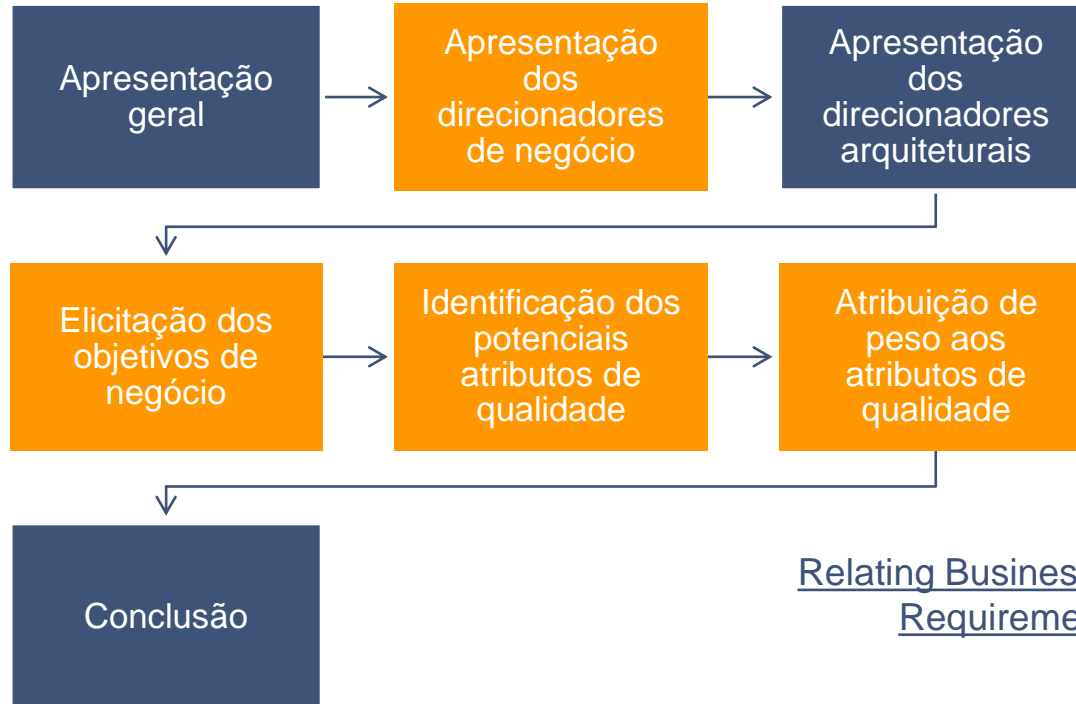 Apresentação
geral
Apresentação
dos
direcionadores
de negócio
Apresentação
dos
direcionadores
arquiteturais
Elicitação dos
objetivos de
negócio
Identificação dos
potenciais
atributos de
qualidade
Atribuição de
peso aos
atributos de
qualidade
Conclusão
Relating Busines
Requireme